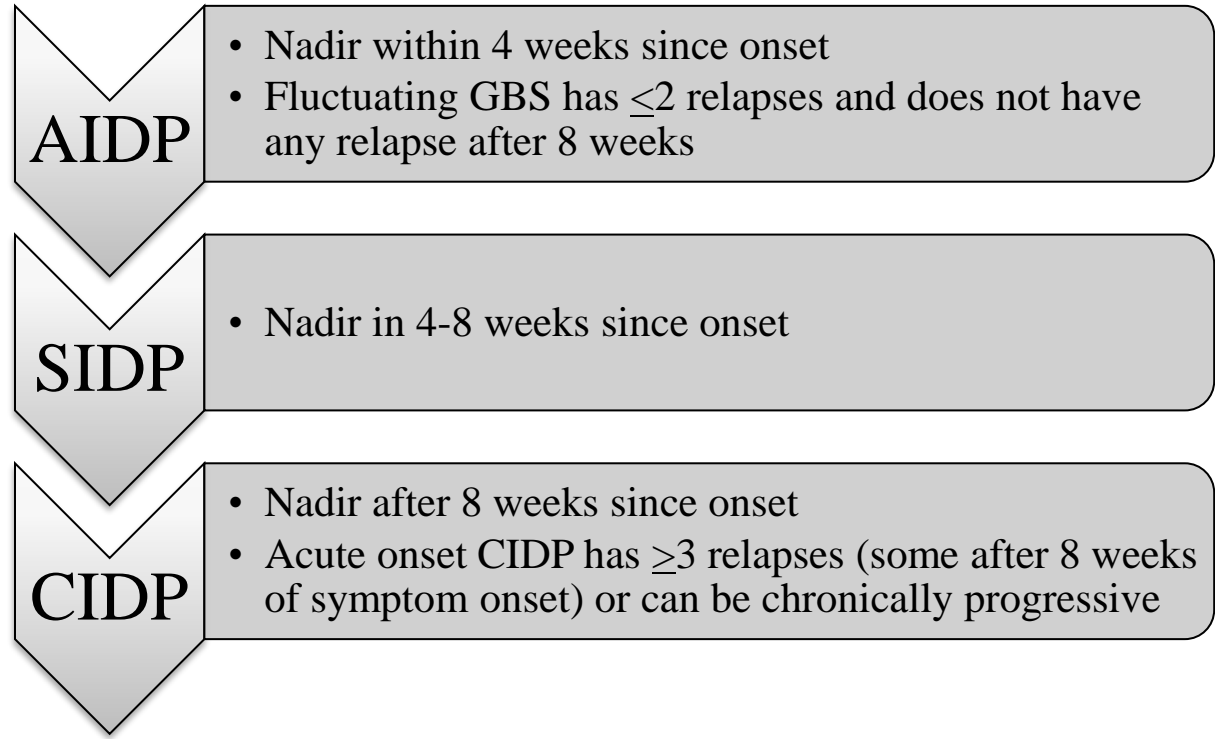 AIDP
• Nadir within 4 weeks since onset
• Fluctuating GBS has <2 relapses and does not have
any relapse after 8 weeks
SIDP
• Nadir in 4-8 weeks since onset
CIDP
• Nadir after 8 weeks since onset
• Acute onset CIDP has >3 relapses (some after 8 weeks
of symptom onset) or can be chronically progressive